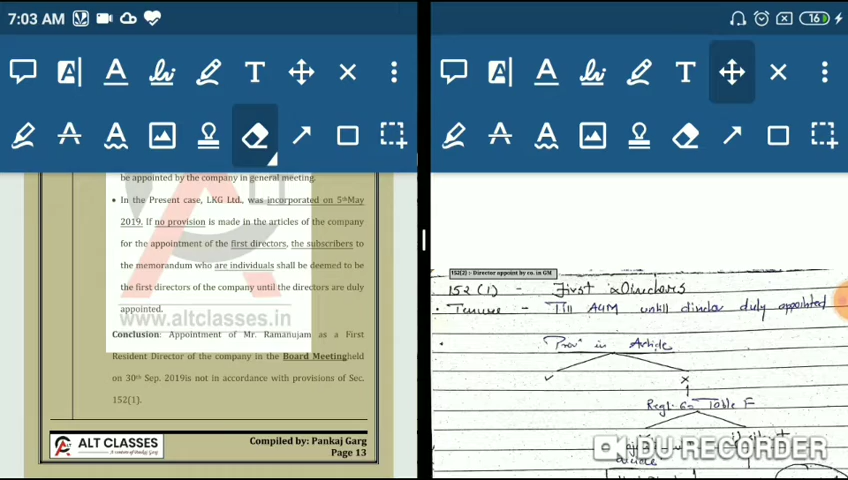 7:03 AM
16
be appointed by the company in general meeting.
• In the Present case, LKG Ltd., was incorporated on 5th May
2019. If no provision is made in the articles of the company
for the appointment of the first directors, the subscribers to
the memorandum who are individuals shall be deemed to be
the first directors of the company until the directors are duly
appointed.
www.altclasses.in
Conclusion: Appointment of Mr. Ramanujam as a First
Resident Director of the company in the Board Meeting held
on 30th Sep. 2019is not in accordance with provisions of Sec.
152(1).
ALT CLASSES
Compiled by: Pankaj Garg
Page 13
152(2) :- Director appoint by co. in GM
152 (1) - First Directors
• Tenure - Till AGM untill director duly appointed
• Provn in Article
✓ ×
Regl. 60 Table F
DU RECORDER